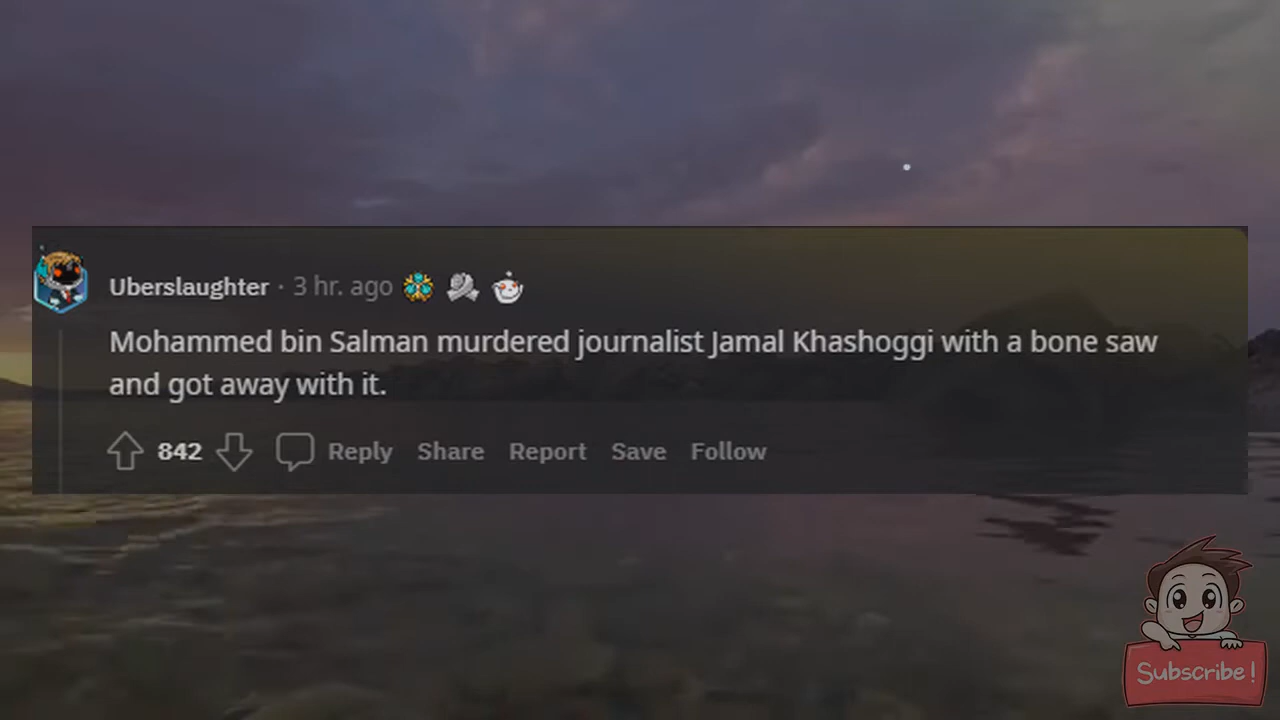 Uberslaughter · 3 hr. ago
Mohammed bin Salman murdered journalist Jamal Khashoggi with a bone saw
and got away with it.
842 Reply Share Report Save Follow
Subscribe!